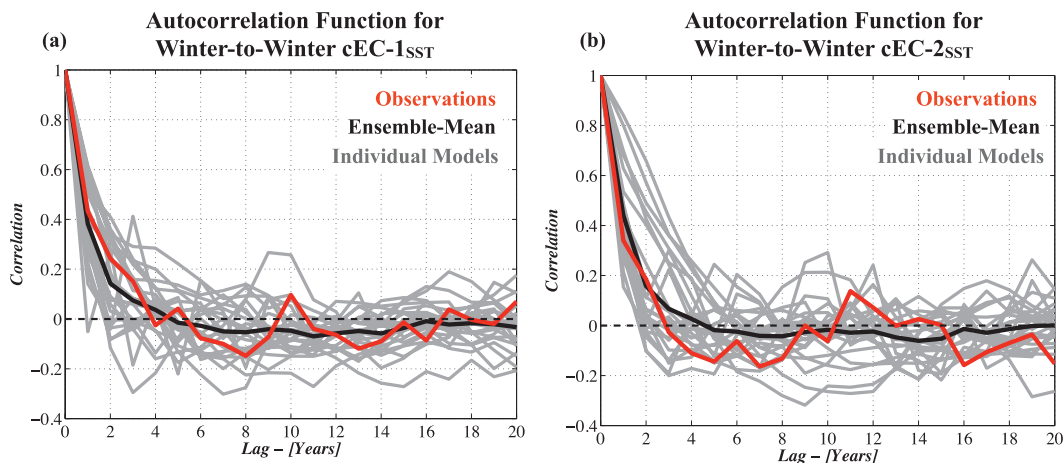 (a)
Autocorrelation Function for
Winter-to-Winter cEC-1SST
Observations
Ensemble-Mean
Individual Models
Correlation
1
0.8
0.6
0.4
0.2
0
−0.2
−0.4
0 2 4 6 8 10 12 14 16 18 20
Lag – [Years]
(b)
Autocorrelation Function for
Winter-to-Winter cEC-2SST
Observations
Ensemble-Mean
Individual Models
Correlation
1
0.8
0.6
0.4
0.2
0
−0.2
−0.4
0 2 4 6 8 10 12 14 16 18 20
Lag – [Years]